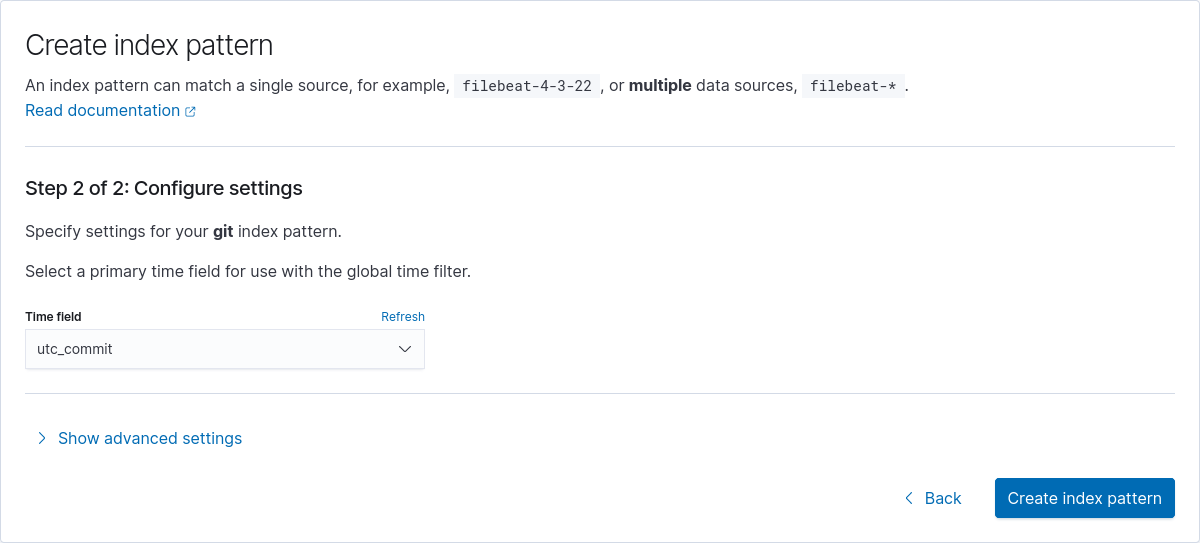 Create index pattern
An index pattern can match a single source, for example, filebeat-4-3-22 , or multiple data sources, filebeat-* .
Read documentation
Step 2 of 2: Configure settings
Specify settings for your git index pattern.
Select a primary time field for use with the global time filter.
Time field Refresh
utc_commit
Show advanced settings
Back Create index pattern